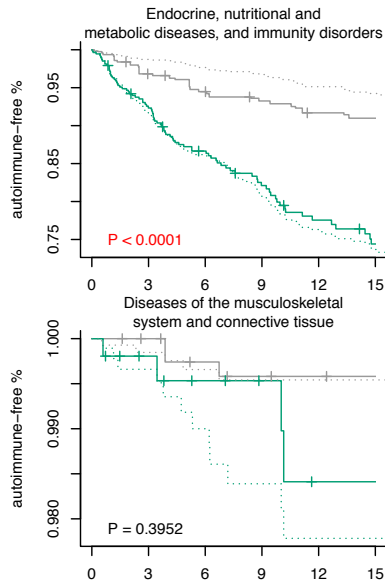 Endocrine, nutritional and
metabolic diseases, and immunity disorders
autoimmune−free %
0.95
0.85
0.75
P < 0.0001
0 3 6 9 12 15
Diseases of the musculoskeletal
system and connective tissue
autoimmune−free %
1.000
0.990
0.980
P = 0.3952
0 3 6 9 12 15